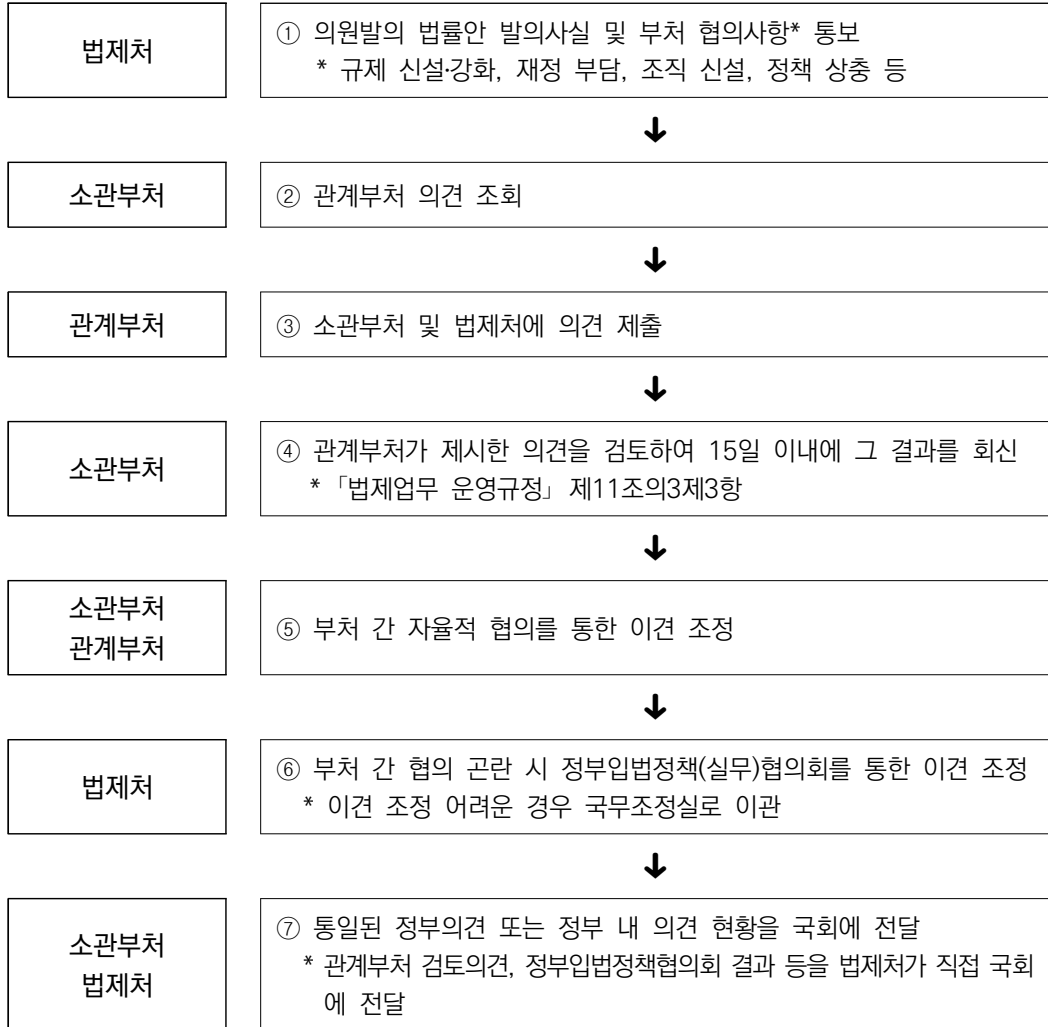 법제처
① 의원발의 법률안 발의사실 및 부처 협의사항* 통보
* 규제 신설·강화, 재정 부담, 조직 신설, 정책 상충 등
소관부처
② 관계부처 의견 조회
관계부처
③ 소관부처 및 법제처에 의견 제출
소관부처
④ 관계부처가 제시한 의견을 검토하여 15일 이내에 그 결과를 회신
*「법제업무 운영규정」제11조의3제3항
소관부처
관계부처
⑤ 부처 간 자율적 협의를 통한 이견 조정
법제처
⑥ 부처 간 협의 곤란 시 정부입법정책(실무)협의회를 통한 이견 조정
* 이견 조정 어려운 경우 국무조정실로 이관
소관부처
법제처
⑦ 통일된 정부의견 또는 정부 내 의견 현황을 국회에 전달
* 관계부처 검토의견, 정부입법정책협의회 결과 등을 법제처가 직접 국회
에 전달